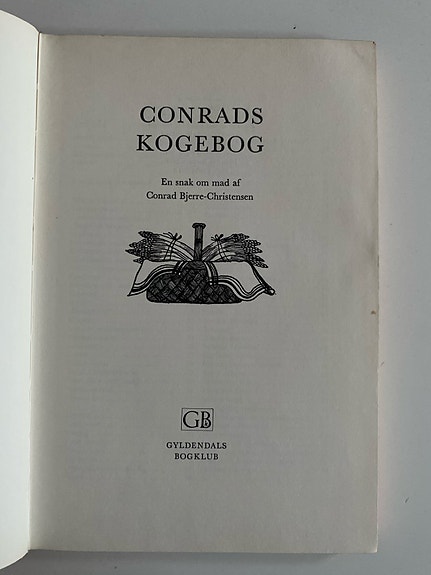 CONRADS
KOGEBOG
En snak om mad af
Conrad Bjerre-Christensen
GB
GYLDENDALS
BOGKLUB